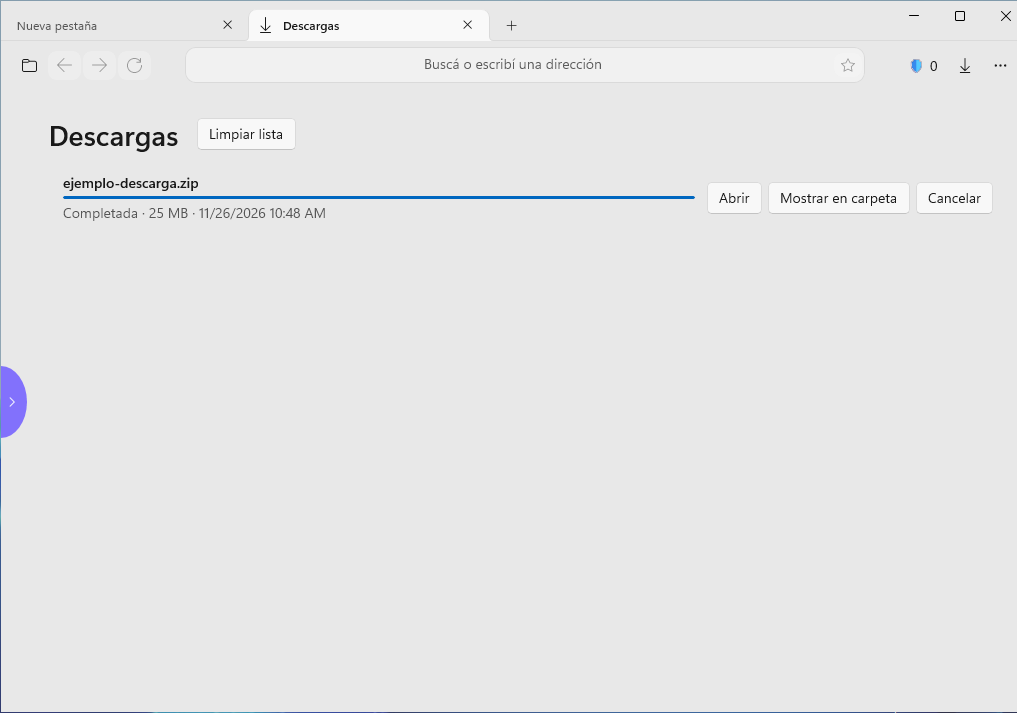 Nueva pestaña
Descargas
Buscá o escribí una dirección
0
Descargas
Limpiar lista
ejemplo-descarga.zip
Completada · 25 MB · 11/26/2026 10:48 AM
Abrir
Mostrar en carpeta
Cancelar